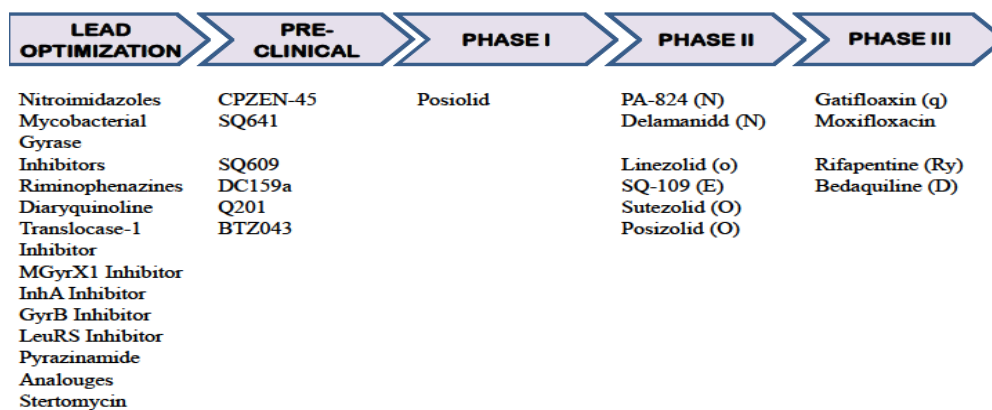 LEAD
OPTIMIZATION
PRE-
CLINICAL
PHASE I
PHASE II
PHASE III
Nitroimidazoles
Mycobacterial
Gyrase
Inhibitors
Riminophenazines
Diaryquinoline
Translocase-1
Inhibitor
MGyrX1 Inhibitor
InhA Inhibitor
GyrB Inhibitor
LeuRS Inhibitor
Pyrazinamide
Analouges
Stertomycin
CPZEN-45
SQ641
SQ609
DC159a
Q201
BTZ043
Posiolid
PA-824 (N)
Delamanidd (N)
Linezolid (o)
SQ-109 (E)
Sutezolid (O)
Posizolid (O)
Gatifloaxin (q)
Moxifloxacin
Rifapentine (Ry)
Bedaquiline (D)